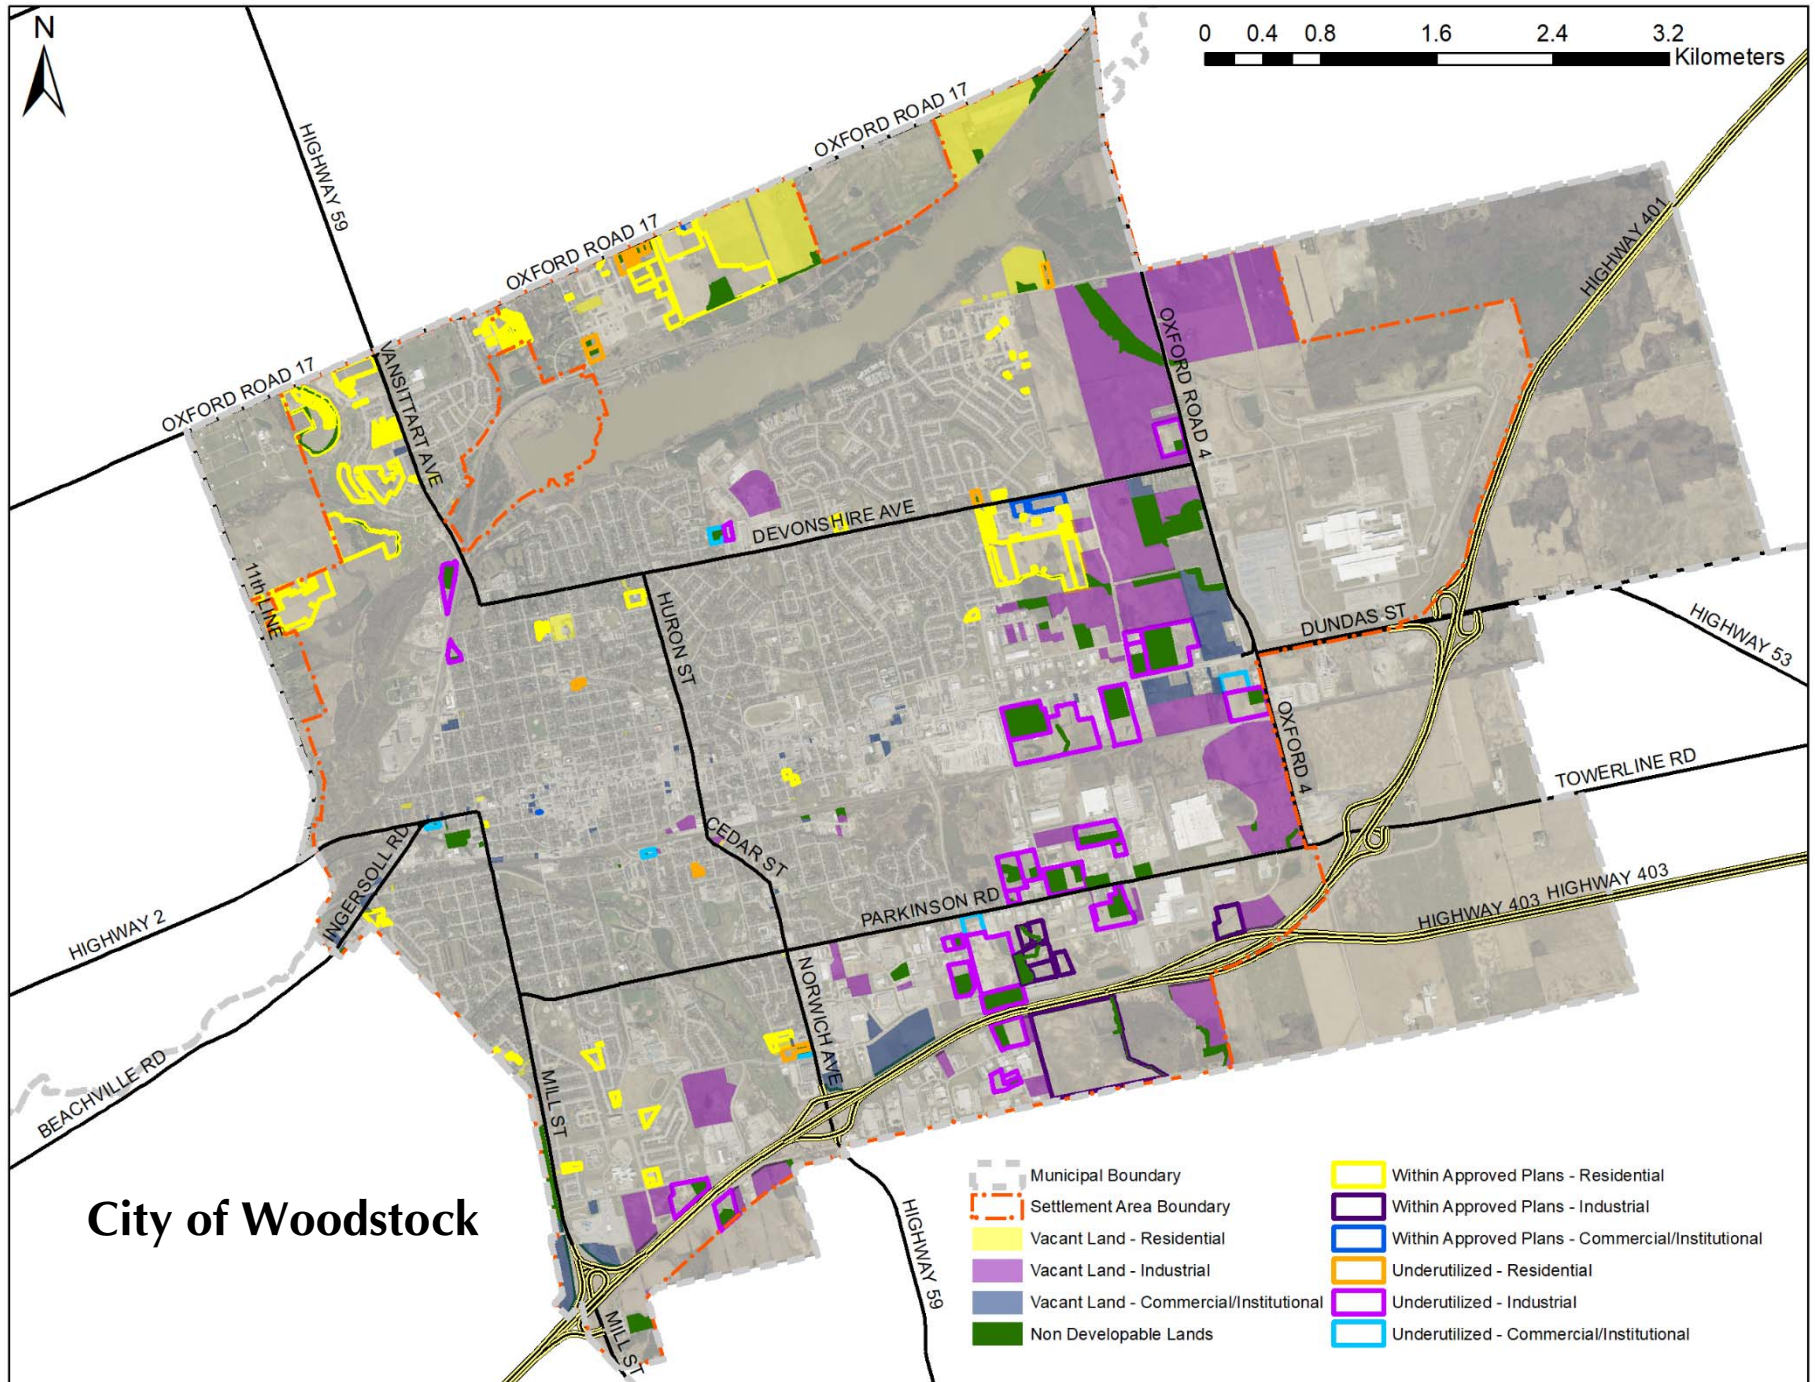 N
0 0.4 0.8 1.6 2.4 3.2
Kilometers
HIGHWAY 59
OXFORD ROAD 17
OXFORD ROAD 17
OXFORD ROAD 17
HIGHWAY 401
OXFORD ROAD 4
VANSITTART AVE
DEVONSHIRE AVE
11th LINE
HURON ST
DUNDAS ST
HIGHWAY 53
OXFORD 4
TOWERLINE RD
CEDAR ST
INGERSOLL RD
HIGHWAY 2
PARKINSON RD
HIGHWAY 403 HIGHWAY 403
NORWICH AVE
BEACHVILLE RD
MILL ST
City of Woodstock
HIGHWAY 59
MILL ST
Municipal Boundary
Settlement Area Boundary
Vacant Land - Residential
Vacant Land - Industrial
Vacant Land - Commercial/Institutional
Non Developable Lands
Within Approved Plans - Residential
Within Approved Plans - Industrial
Within Approved Plans - Commercial/Institutional
Underutilized - Residential
Underutilized - Industrial
Underutilized - Commercial/Institutional